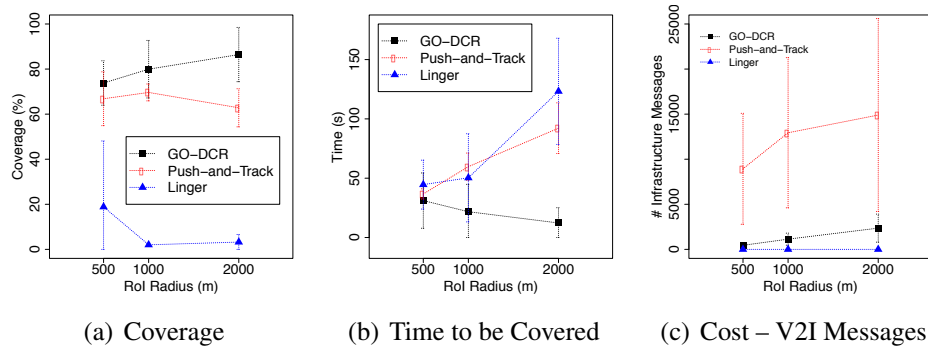 100
80
60
40
20
0
Coverage (%)
GO−DCR
Push−and−Track
Linger
500 1000 2000
RoI Radius (m)
(a) Coverage
150
100
50
0
Time (s)
GO−DCR
Push−and−Track
Linger
500 1000 2000
RoI Radius (m)
(b) Time to be Covered
25000
15000
5000
0
# Infrastructure Messages
GO−DCR
Push−and−Track
Linger
500 1000 2000
RoI Radius (m)
(c) Cost – V2I Messages